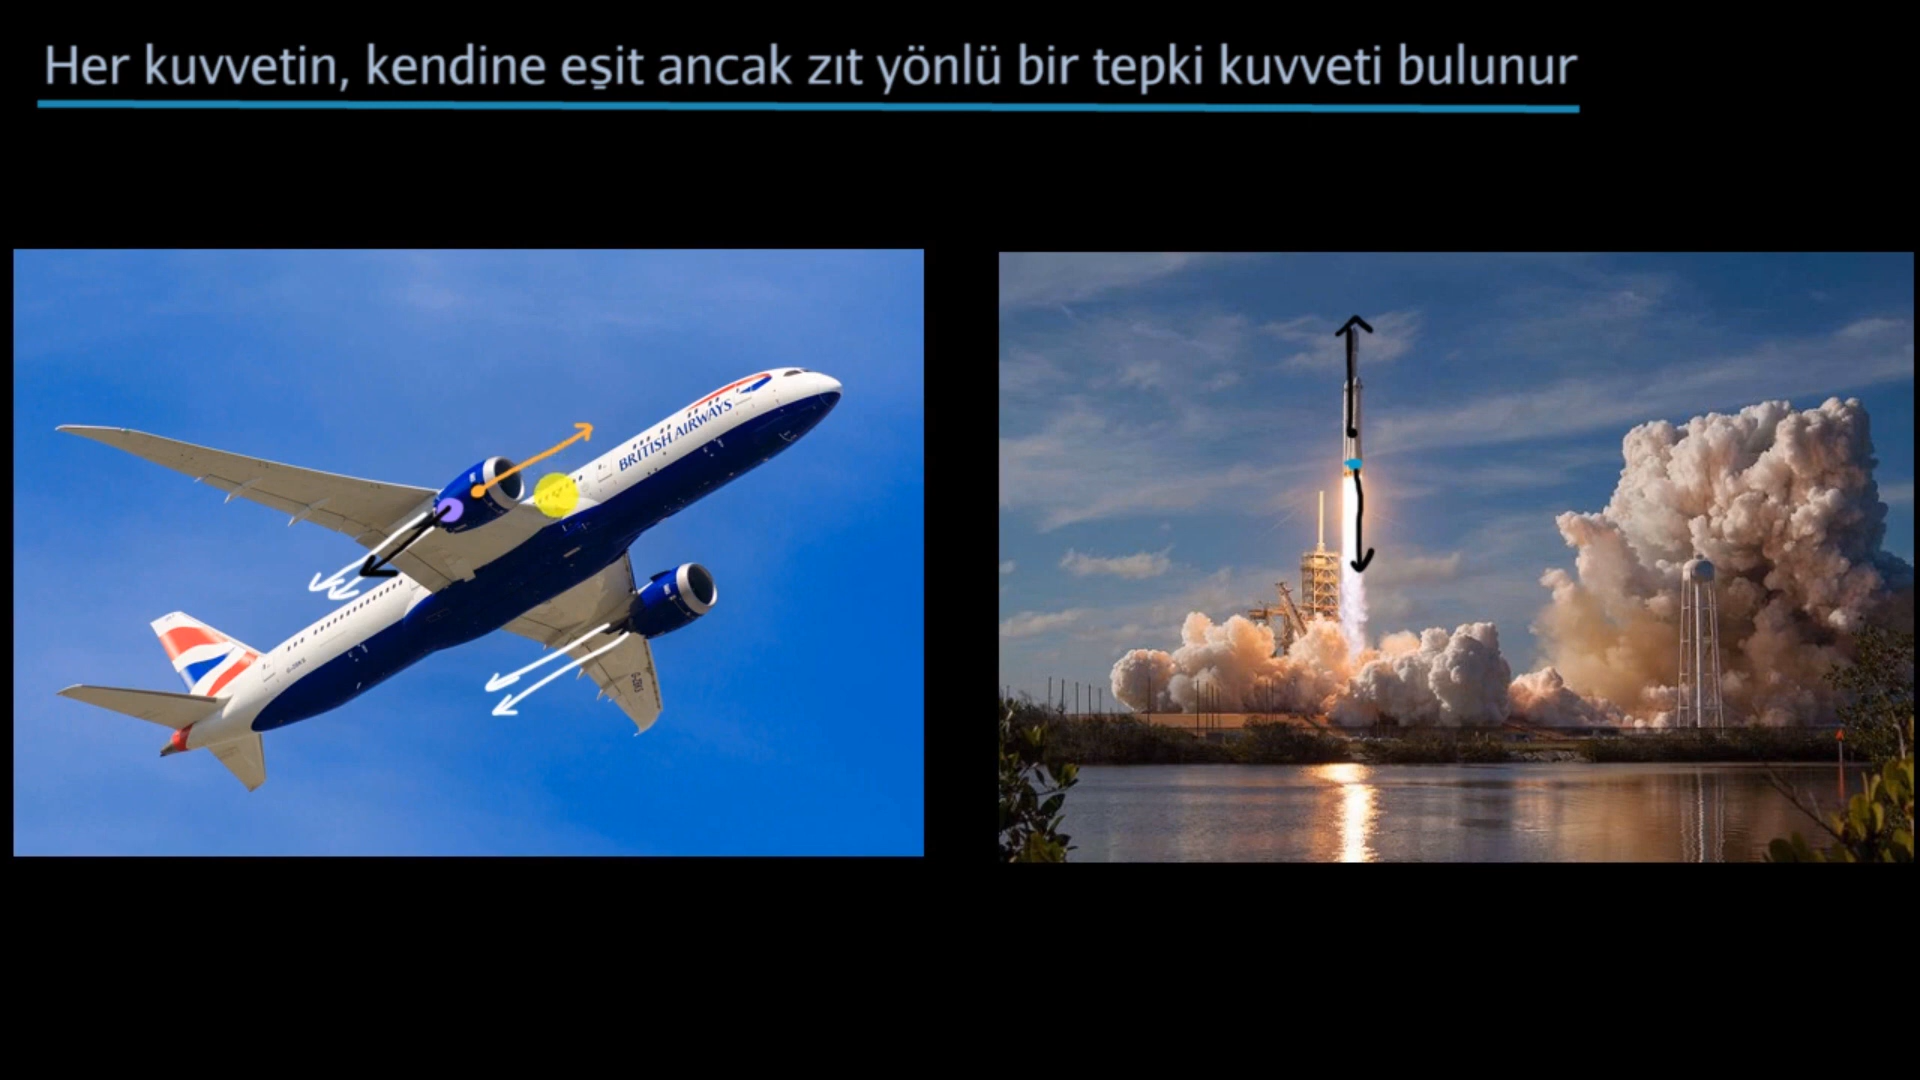 Her kuvvetin, kendine eşit ancak zıt yönlü bir tepki kuvveti bulunur
BRITISH AIRWAYS